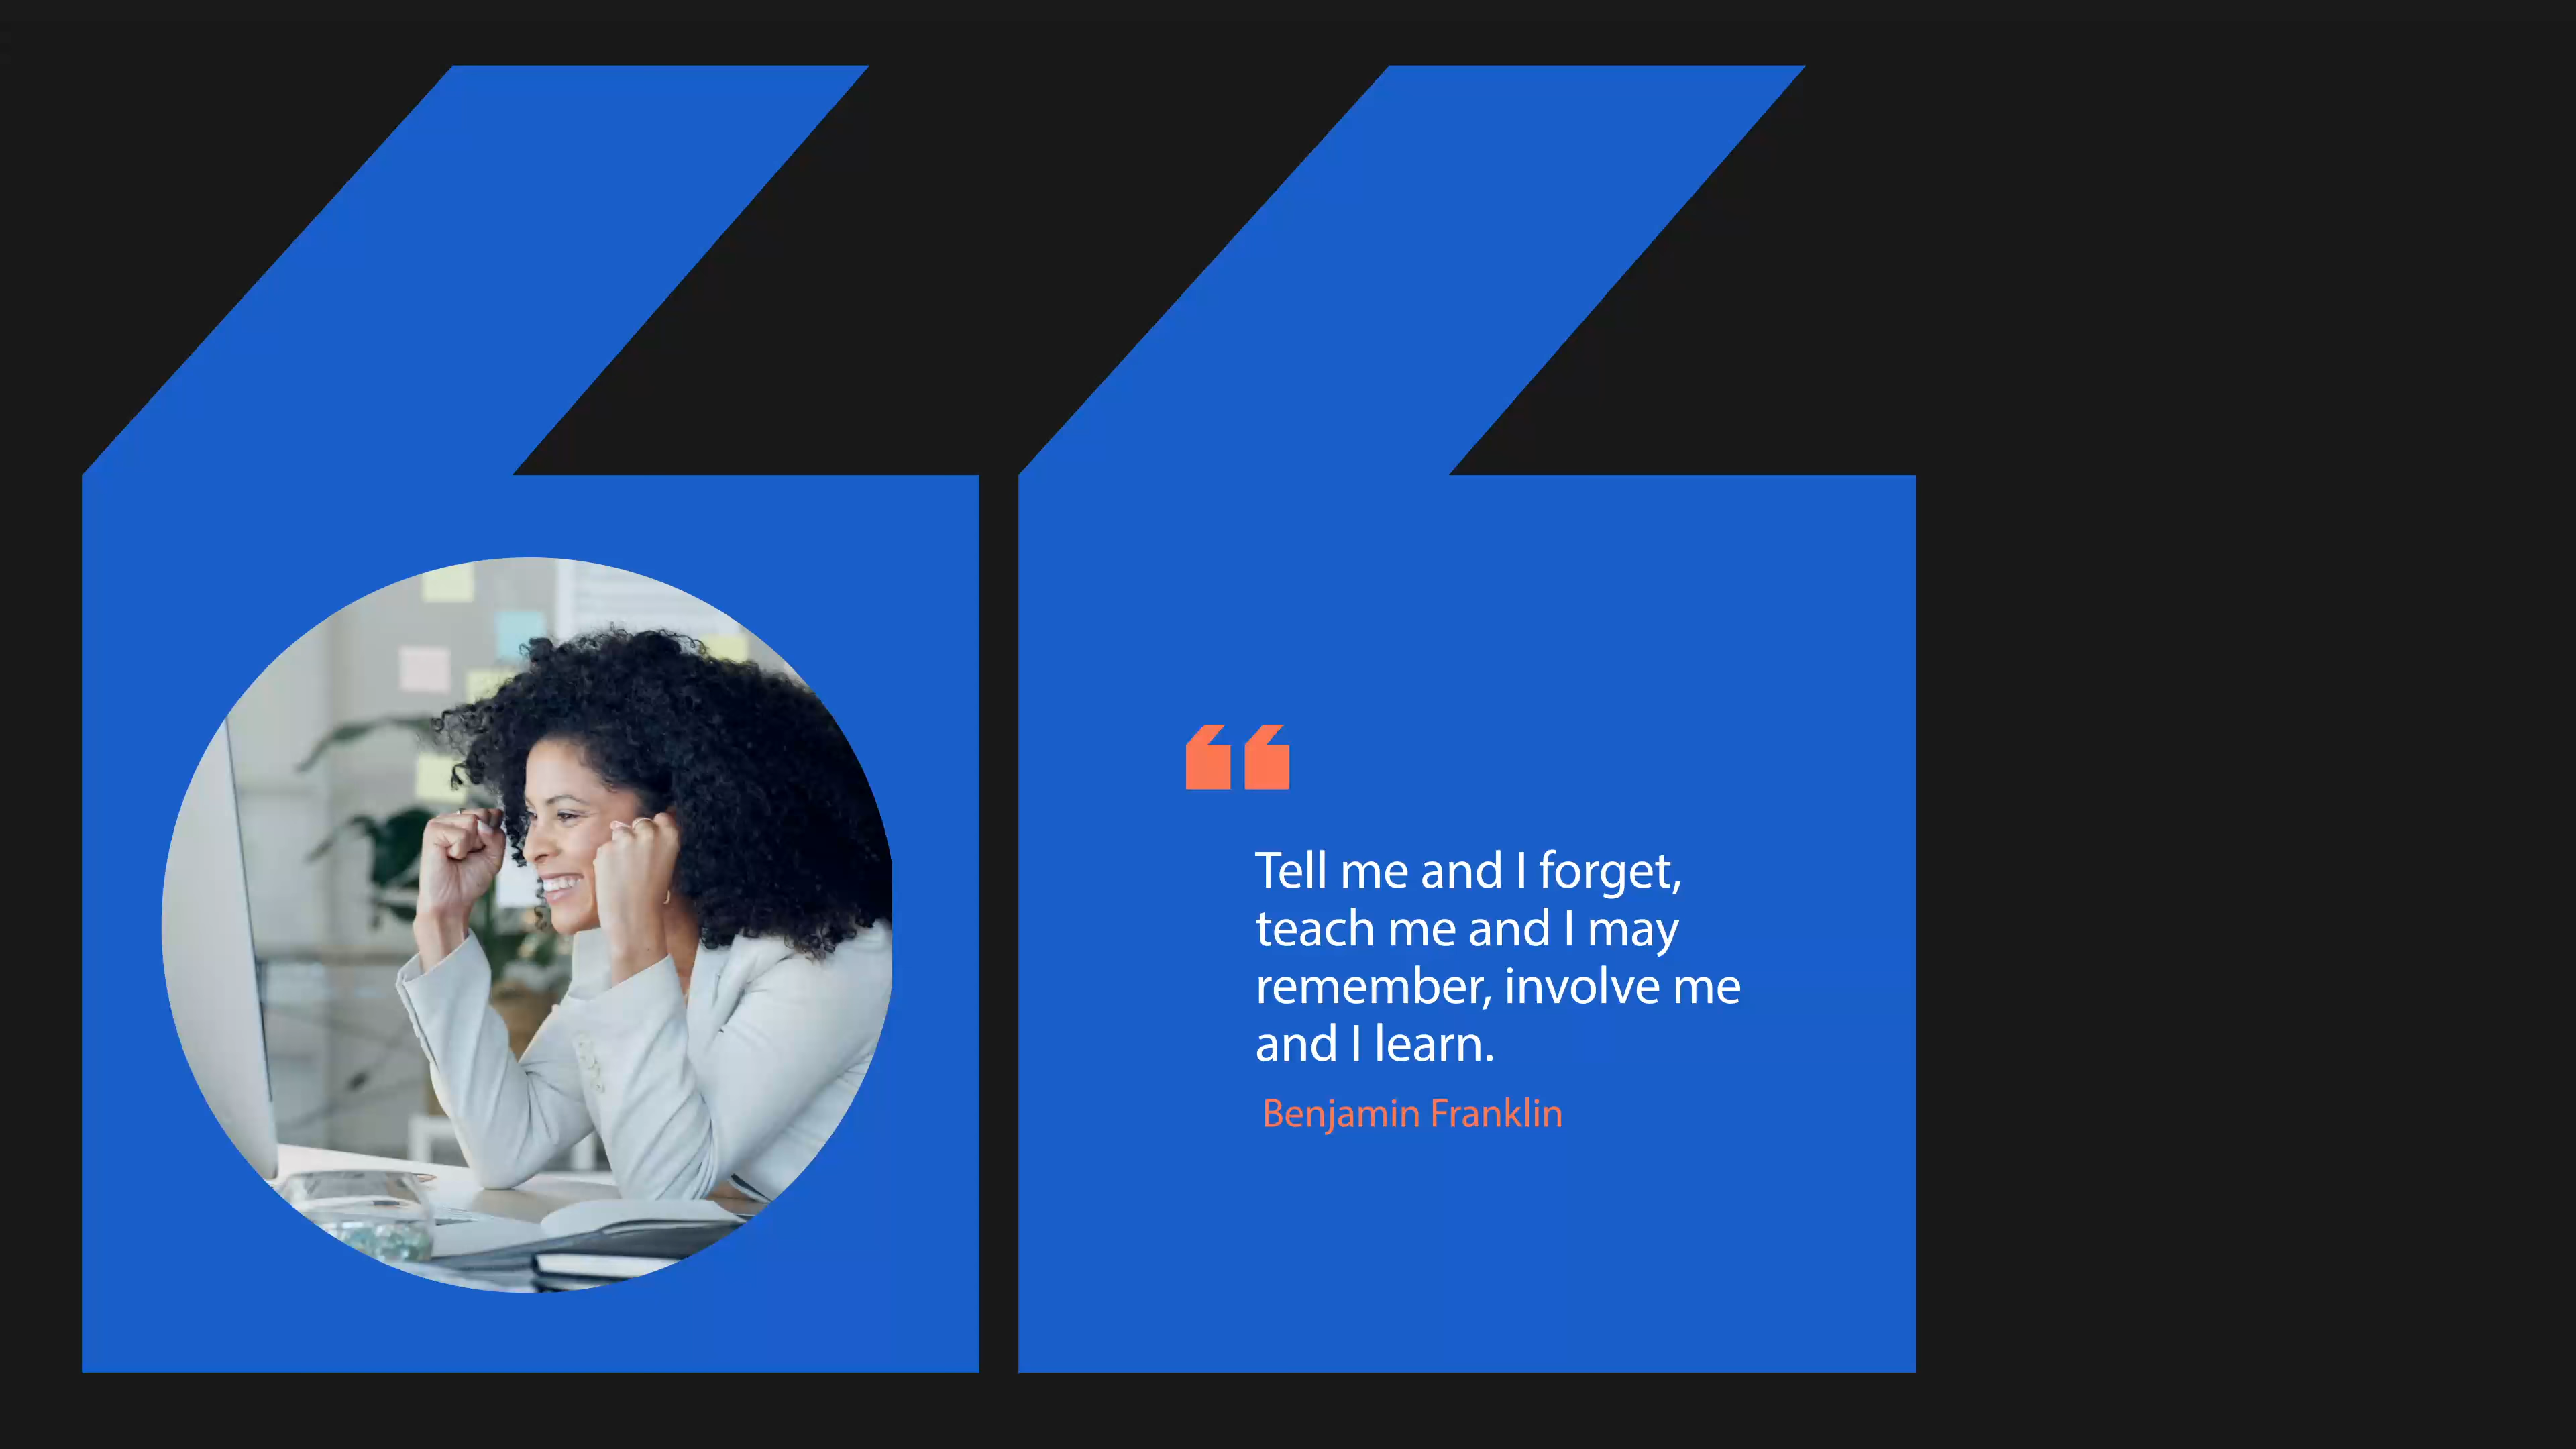 Tell me and I forget,
teach me and I may
remember, involve me
and I learn.
Benjamin Franklin